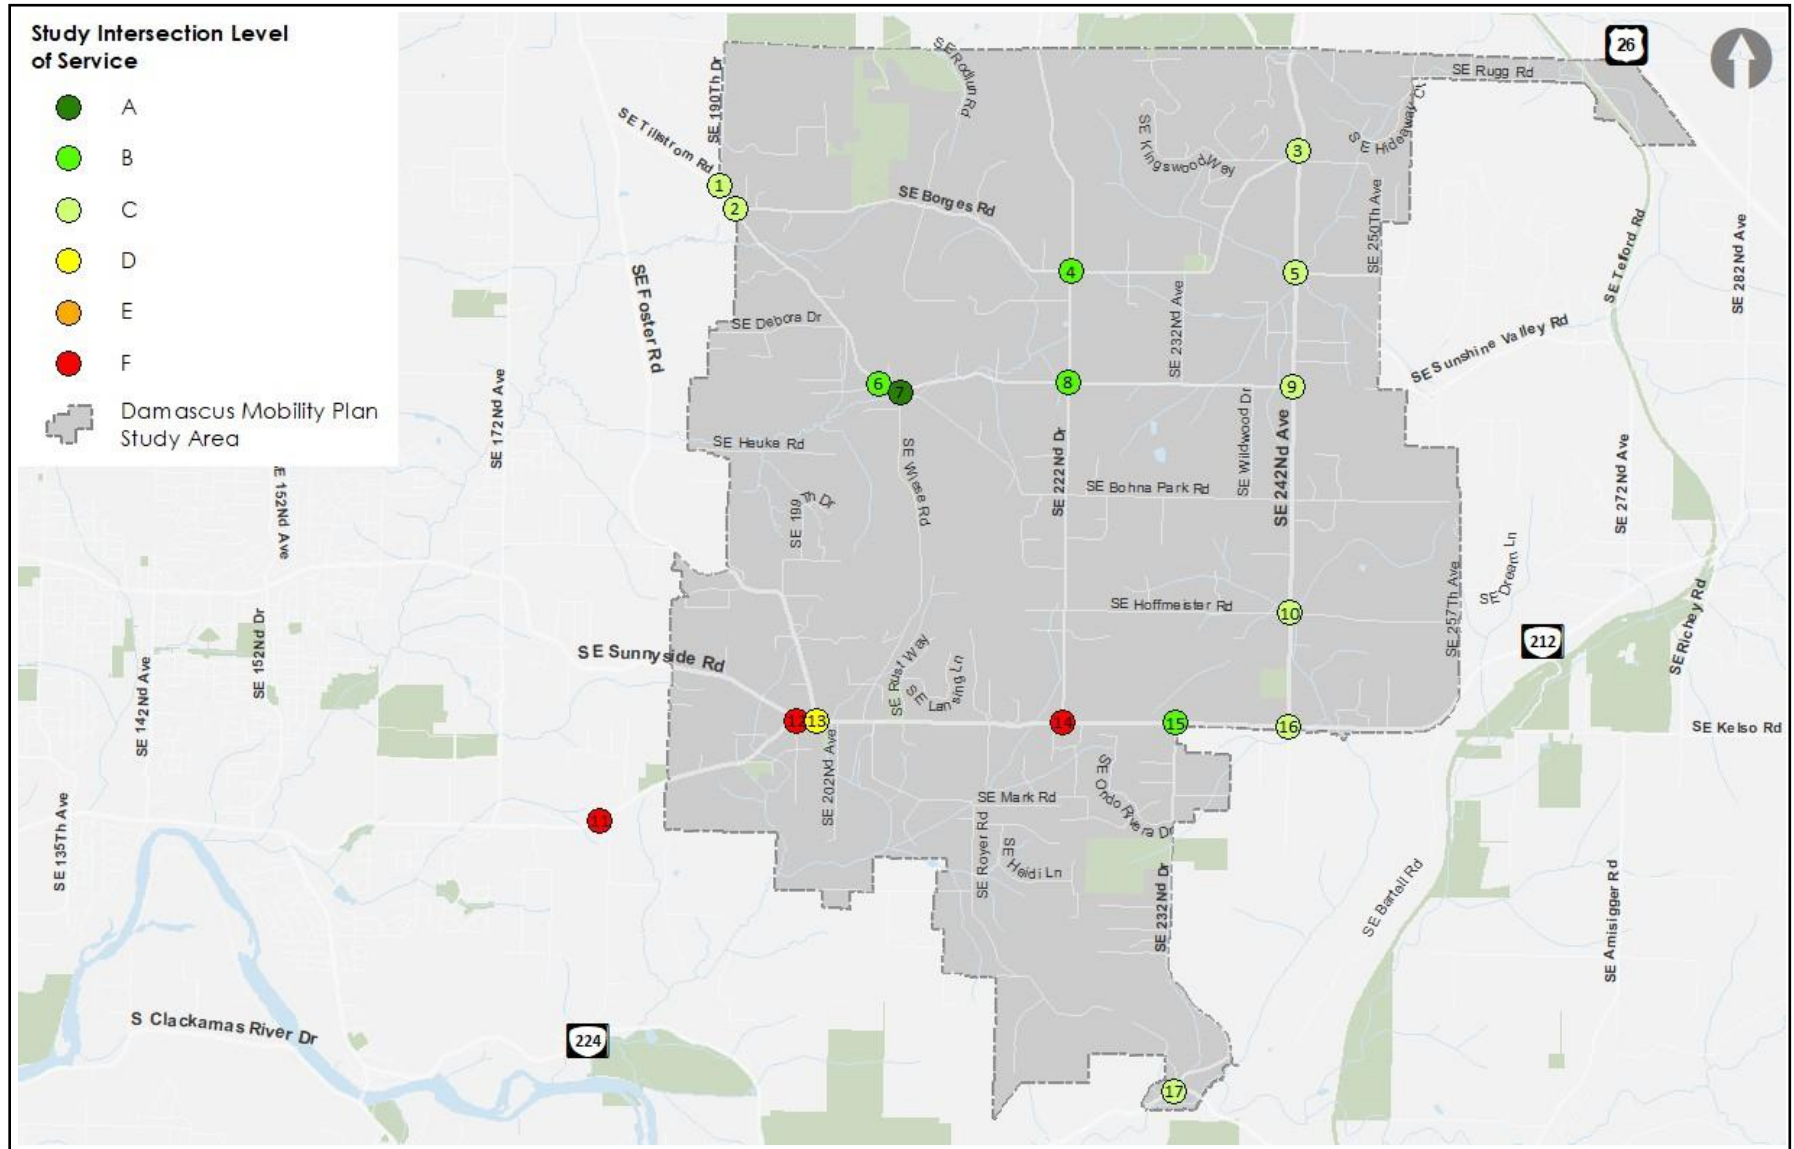 Study Intersection Level
of Service
A
B
C
D
E
F
Damascus Mobility Plan
Study Area
26
SE Rugg Rd
SE Rodlun Rd
SE 190Th Dr
SE Tillstrom Rd
SE Kingswood Way
SE Hideaway Ct
3
1
2
SE Borges Rd
SE 250Th Ave
SE Teford Rd
SE 282Nd Ave
4
5
SE Foster Rd
SE 232Nd Ave
SE Debora Dr
SE Sunshine Valley Rd
6
7
8
9
SE 172Nd Ave
SE Wildwood Dr
SE 242Nd Ave
SE Heuke Rd
SE Wiese Rd
SE 222Nd Dr
SE Bohna Park Rd
SE 272Nd Ave
E 152Nd Ave
SE 199Th Dr
SE Dream Ln
SE 257Th Ave
SE Hoffmeister Rd
10
SE Richey Rd
212
SE 152Nd Dr
SE Sunnyside Rd
SE Rust Way
SE Lansing Ln
SE 142Nd Ave
12
13
14
15
16
SE Kelso Rd
SE 202Nd Ave
SE Ondo Ryvera Dr
SE Mark Rd
11
SE 135Th Ave
SE Royer Rd
SE Heidi Ln
SE 232Nd Dr
SE Bartell Rd
SE Amisigger Rd
S Clackamas River Dr
224
17